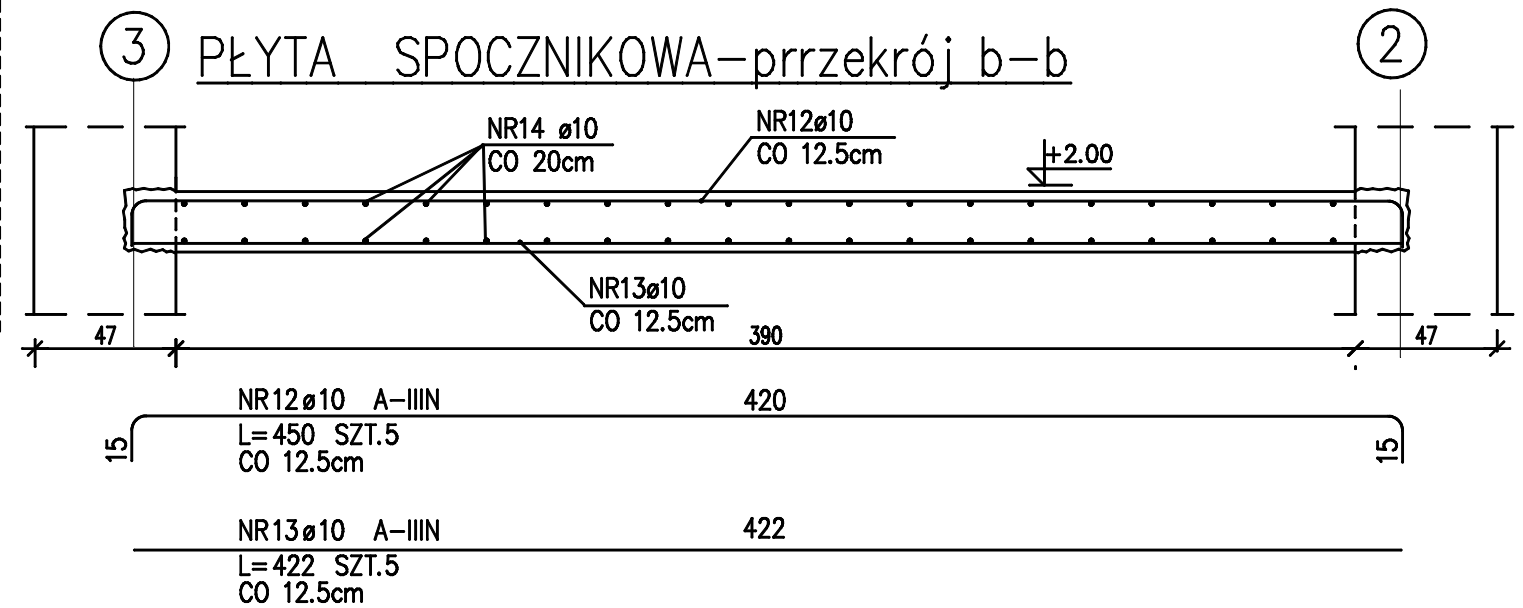 3 PŁYTA SPOCZNIKOWA-prrzekrój b-b 2
NR14 ø10
CO 20cm
NR12ø10
CO 12.5cm
+2.00
NR13ø10
CO 12.5cm
47 390 47
NR12ø10 A-IIIN 420
L=450 SZT.5
CO 12.5cm
15 15
NR13ø10 A-IIIN 422
L=422 SZT.5
CO 12.5cm